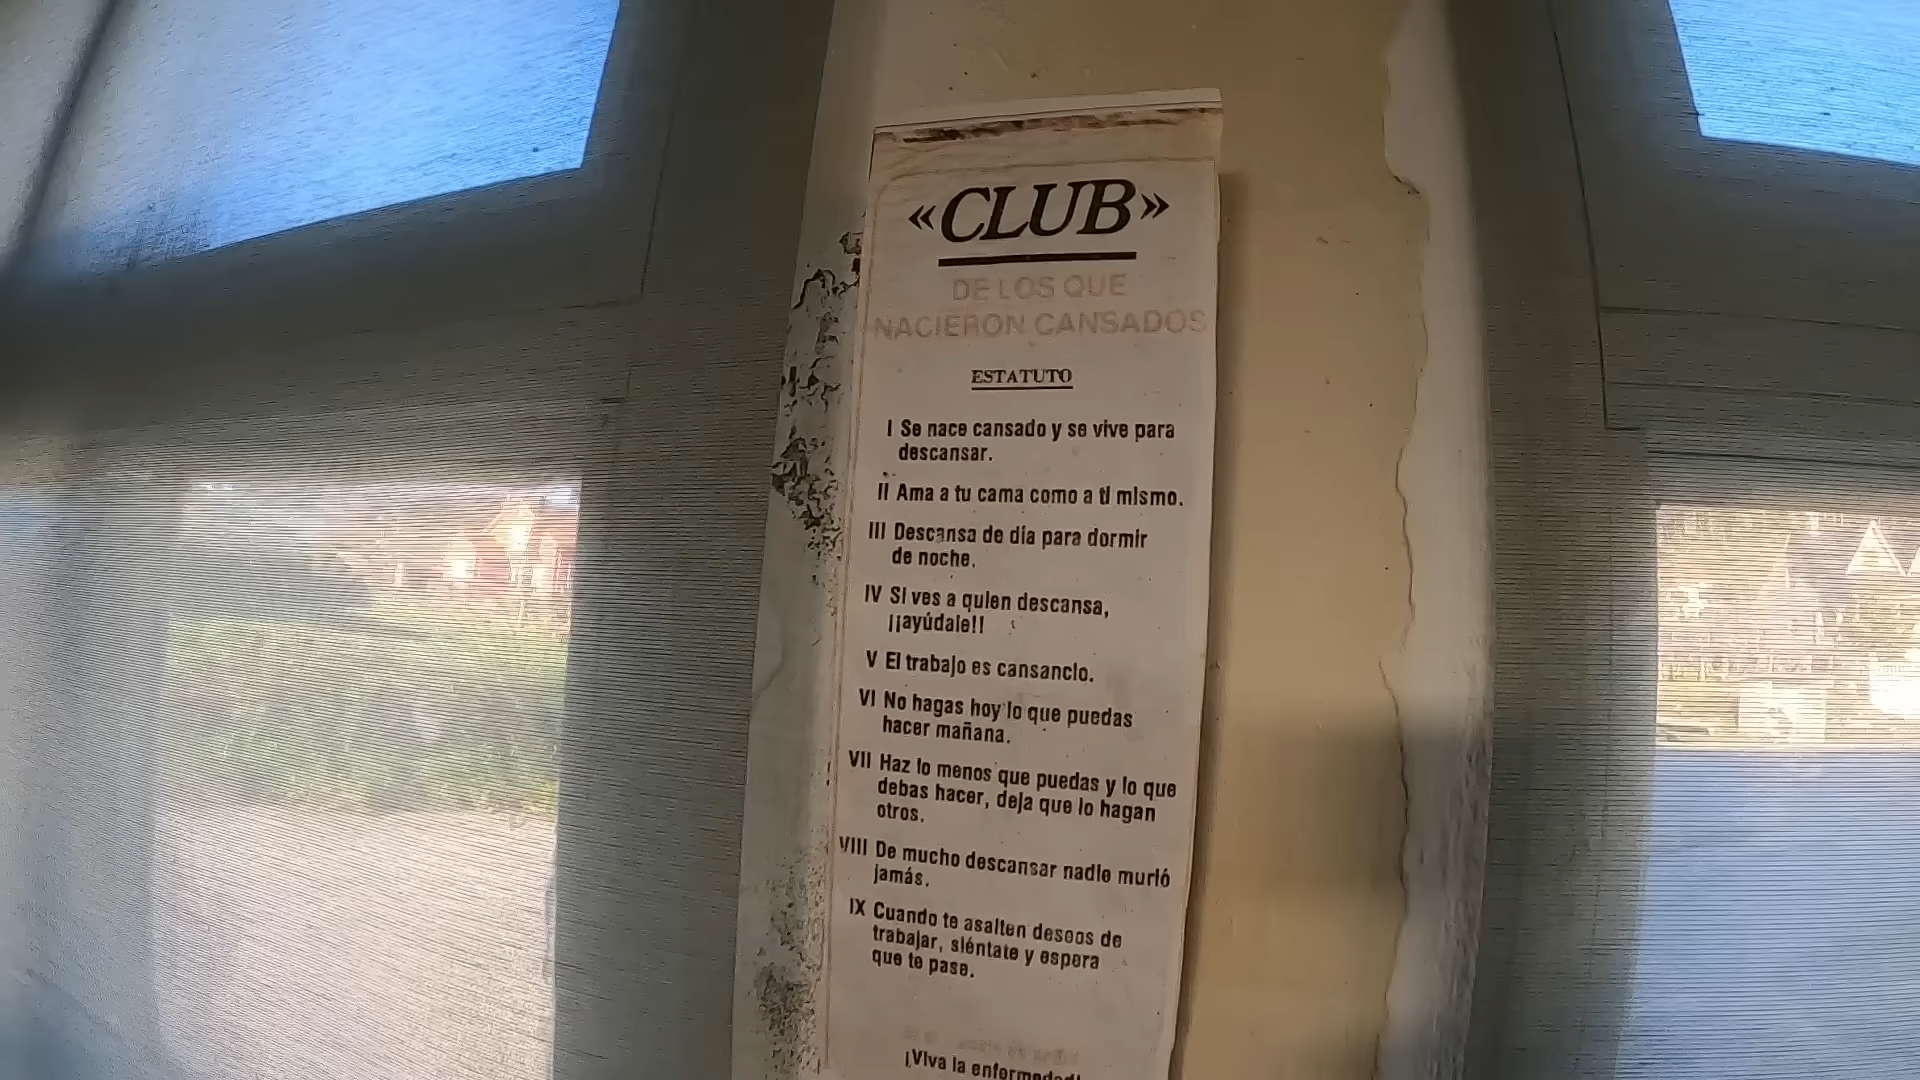 «CLUB»
DE LOS QUE
NACIERON CANSADOS
ESTATUTO
I Se nace cansado y se vive para
descansar.
II Ama a tu cama como a ti mismo.
III Descansa de día para dormir
de noche.
IV Si ves a quien descansa,
¡¡ayúdale!!
V El trabajo es cansancio.
VI No hagas hoy lo que puedas
hacer mañana.
VII Haz lo menos que puedas y lo que
debas hacer, deja que lo hagan
otros.
VIII De mucho descansar nadie murió
jamás.
IX Cuando te asalten deseos de
trabajar, siéntate y espera
que te pase.
¡Viva la enfermedad!